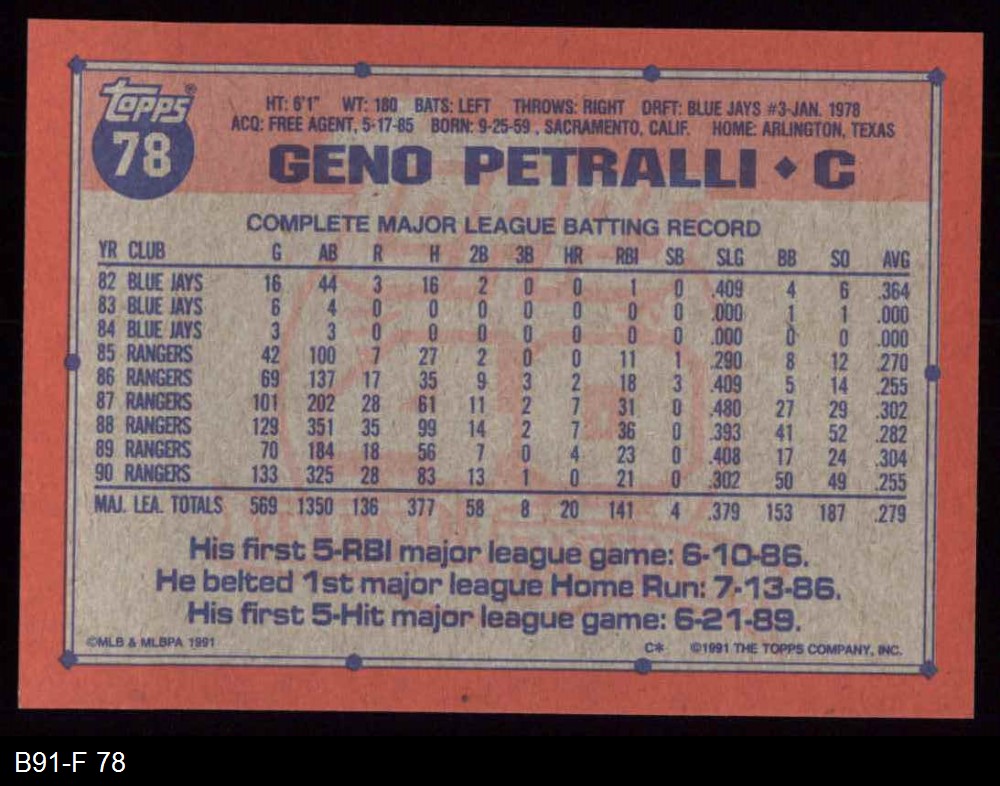 Topps®
78
HT: 6'1" WT: 180 BATS: LEFT THROWS: RIGHT DRFT: BLUE JAYS #3-JAN. 1978
ACQ: FREE AGENT, 5-17-85 BORN: 9-25-59 , SACRAMENTO, CALIF. HOME: ARLINGTON, TEXAS
GENO PETRALLI ♦ C
COMPLETE MAJOR LEAGUE BATTING RECORD
YR CLUB G AB R H 2B 3B HR RBI SB SLG BB SO AVG
82 BLUE JAYS 16 44 3 16 2 0 0 1 0 .409 4 6 .364
83 BLUE JAYS 6 4 0 0 0 0 0 0 0 .000 1 1 .000
84 BLUE JAYS 3 3 0 0 0 0 0 0 0 .000 0 0 .000
85 RANGERS 42 100 7 27 2 0 0 11 1 .290 8 12 .270
86 RANGERS 69 137 17 35 9 3 2 18 3 .409 5 14 .255
87 RANGERS 101 202 28 61 11 2 7 31 0 .480 27 29 .302
88 RANGERS 129 351 35 99 14 2 7 36 0 .393 41 52 .282
89 RANGERS 70 184 18 56 7 0 4 23 0 .408 17 24 .304
90 RANGERS 133 325 28 83 13 1 0 21 0 .302 50 49 .255
MAJ. LEA. TOTALS 569 1350 136 377 58 8 20 141 4 .379 153 187 .279
His first 5-RBI major league game: 6-10-86.
He belted 1st major league Home Run: 7-13-86.
His first 5-Hit major league game: 6-21-89.
©MLB & MLBPA 1991
C* ©1991 THE TOPPS COMPANY, INC.
B91-F 78